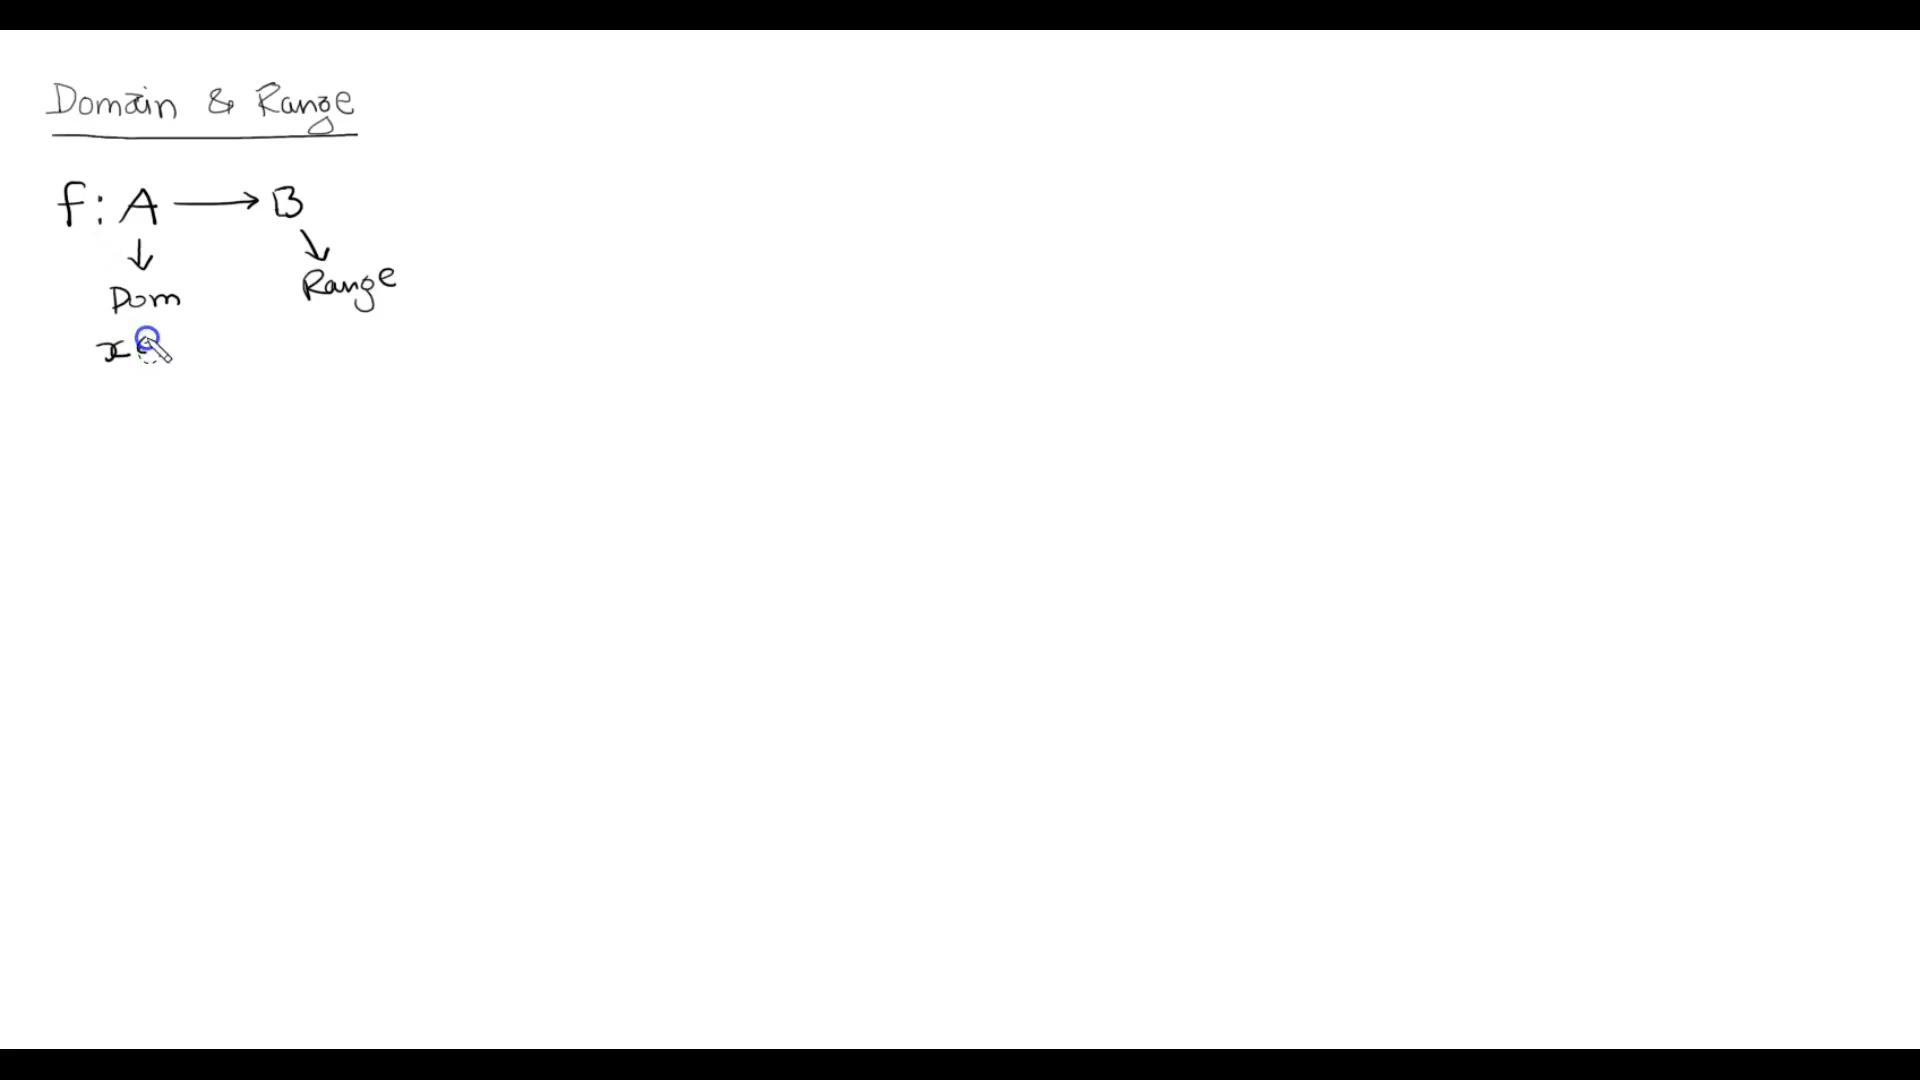 Domain & Range
f: A → B
↓ ↘
Dom Range
x